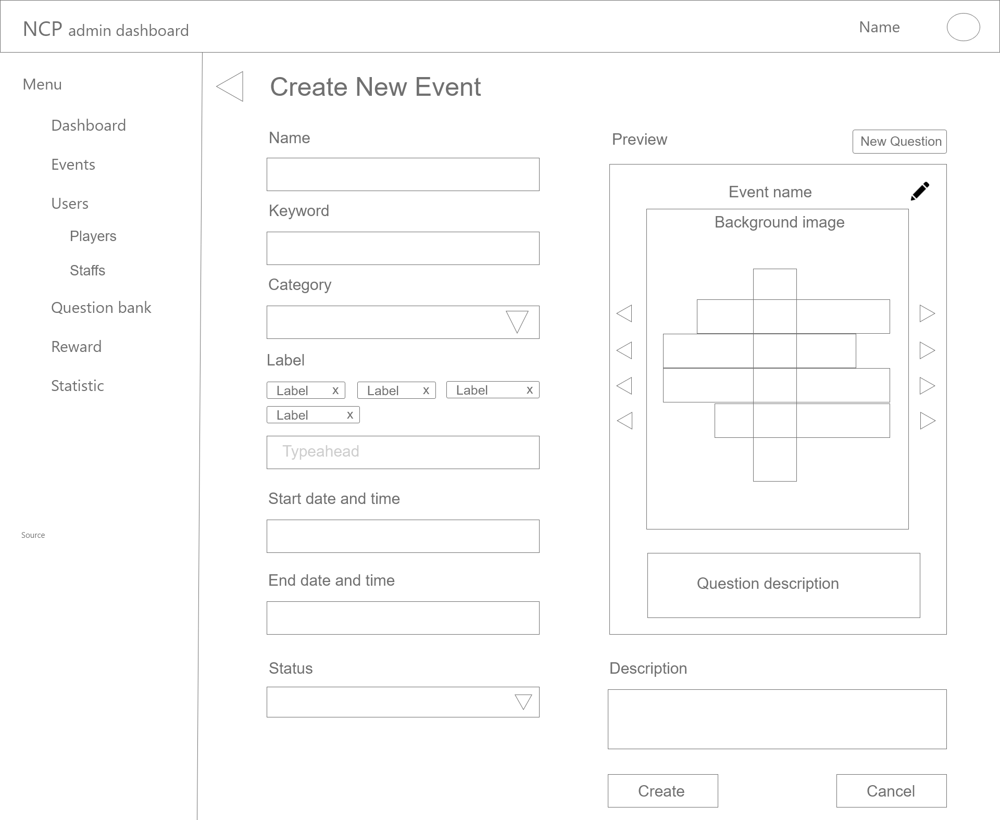 NCP admin dashboard
Name
Menu
Dashboard
Events
Users
Players
Staffs
Question bank
Reward
Statistic
Source
Create New Event
Name
Keyword
Category
Label
Label x Label x Label x
Label x
Typeahead
Start date and time
End date and time
Status
Preview
New Question
Event name
Background image
Question description
Description
Create
Cancel